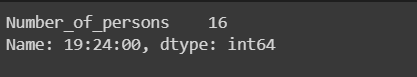 Number_of_persons    16
Name: 19:24:00, dtype: int64